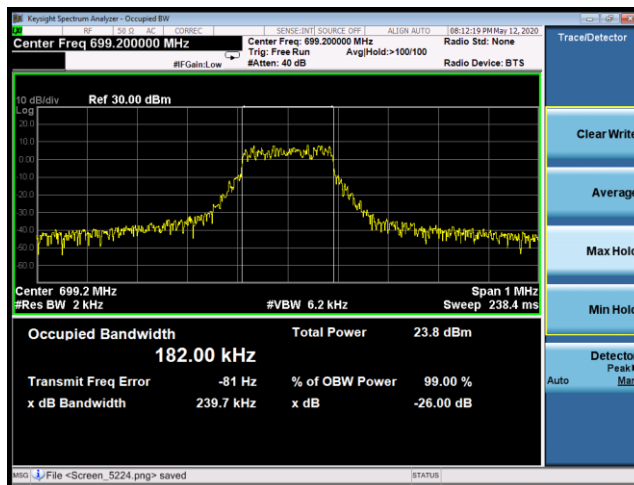 Keysight Spectrum Analyzer - Occupied BW
RF 50 Ω AC CORREC SENSE:INT SOURCE OFF ALIGN AUTO 08:12:19 PM May 12, 2020
Center Freq 699.200000 MHz Center Freq: 699.200000 MHz Radio Std: None Trace/Detector
Trig: Free Run Avg|Hold:>100/100
#IFGain:Low #Atten: 40 dB Radio Device: BTS
10 dB/div Ref 30.00 dBm
Log
20.0
10.0
0.00
-10.0
-20.0
-30.0
-40.0
-50.0
-60.0
Clear Write
Average
Max Hold
Min Hold
Center 699.2 MHz Span 1 MHz
#Res BW 2 kHz #VBW 6.2 kHz Sweep 238.4 ms
Occupied Bandwidth Total Power 23.8 dBm
182.00 kHz
Transmit Freq Error -81 Hz % of OBW Power 99.00 %
x dB Bandwidth 239.7 kHz x dB -26.00 dB
Detector
Peak
Auto Man
MSG File <Screen_5224.png> saved STATUS